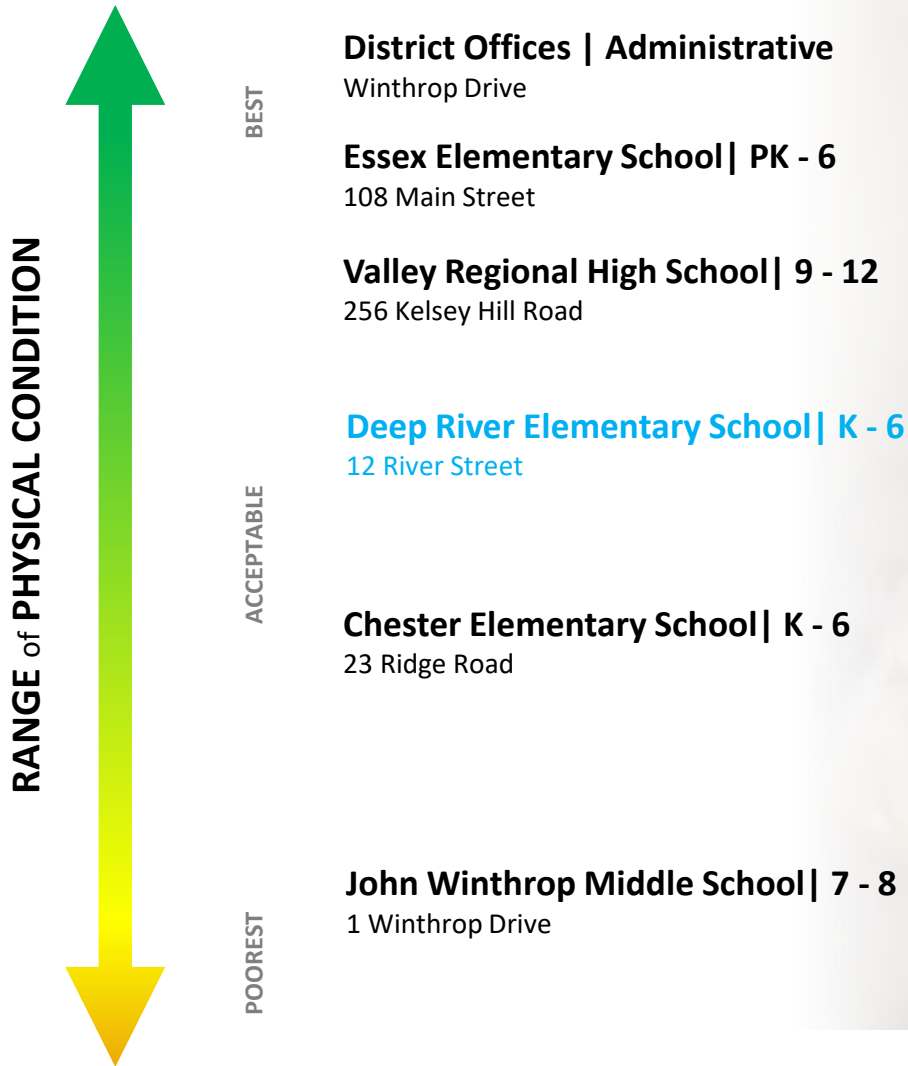 RANGE of PHYSICAL CONDITION
BEST
District Offices | Administrative
Winthrop Drive
Essex Elementary School| PK - 6
108 Main Street
Valley Regional High School| 9 - 12
256 Kelsey Hill Road
ACCEPTABLE
Deep River Elementary School| K - 6
12 River Street
Chester Elementary School| K - 6
23 Ridge Road
POOREST
John Winthrop Middle School| 7 - 8
1 Winthrop Drive